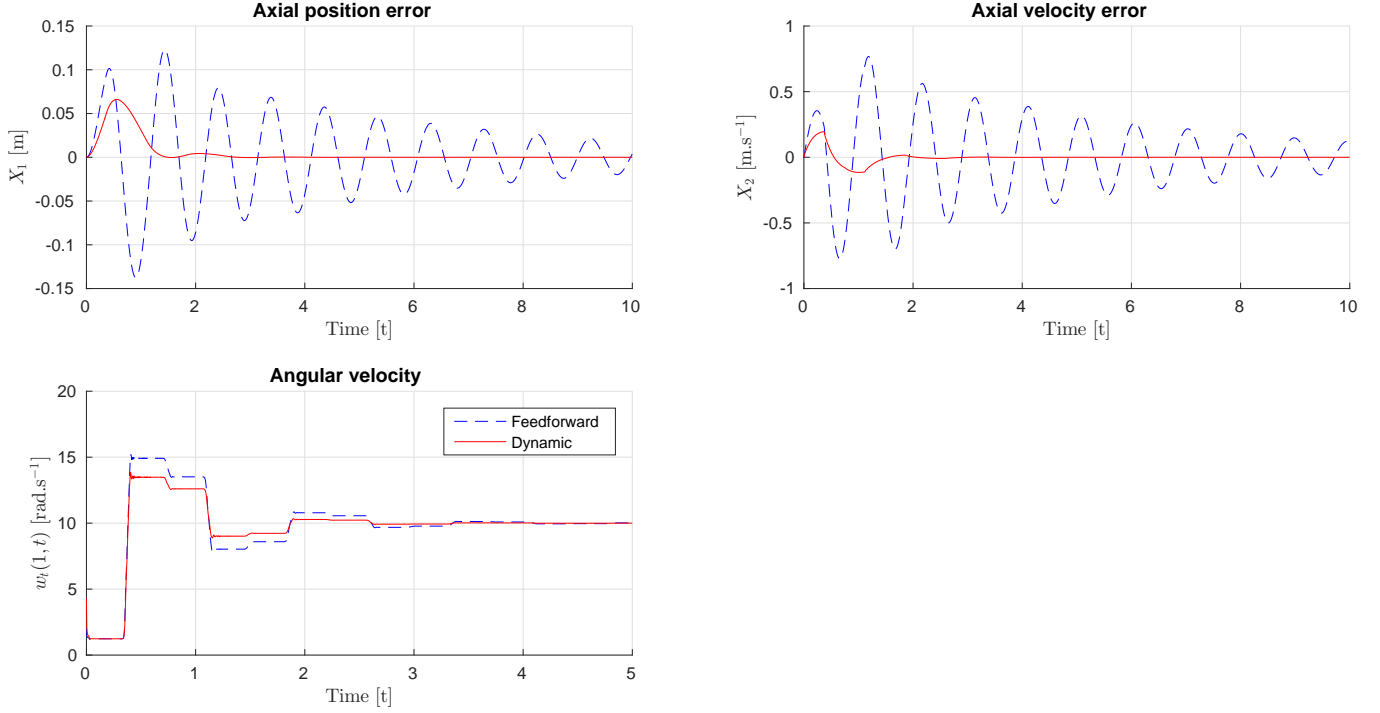 Axial position error
0.15
0.1
0.05
0
-0.05
-0.1
-0.15
X₁ [m]
0 2 4 6 8 10
Time [t]
Axial velocity error
1
0.5
0
-0.5
-1
X₂ [m.s⁻¹]
0 2 4 6 8 10
Time [t]
Angular velocity
20
15
10
5
0
wₜ(1, t) [rad.s⁻¹]
Feedforward
Dynamic
0 1 2 3 4 5
Time [t]